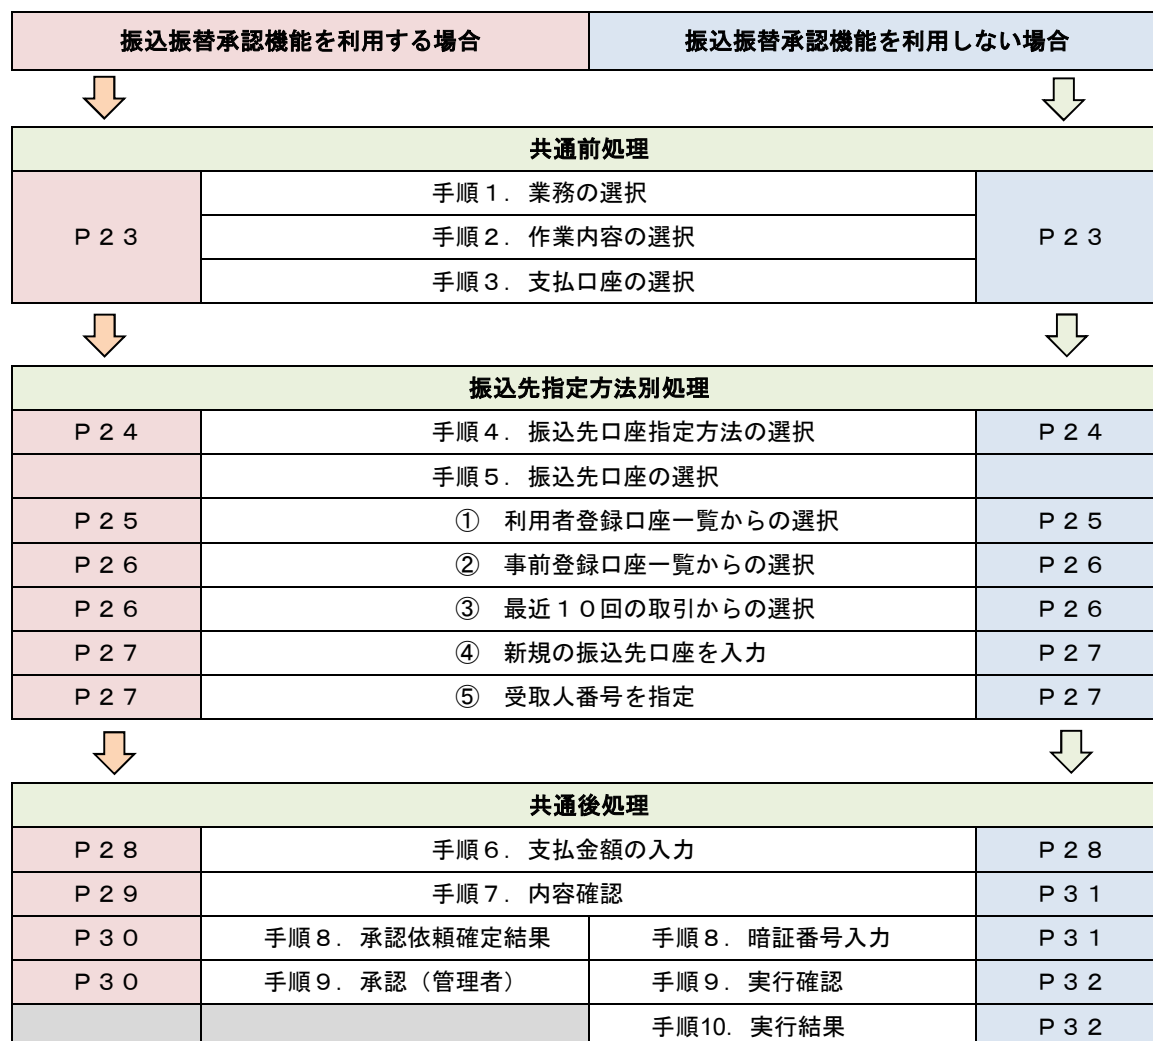 振込振替承認機能を利用する場合 振込振替承認機能を利用しない場合
共通前処理
手順１．業務の選択
Ｐ２３ 手順２．作業内容の選択 Ｐ２３
手順３．支払口座の選択
振込先指定方法別処理
Ｐ２４ 手順４．振込先口座指定方法の選択 Ｐ２４
手順５．振込先口座の選択
Ｐ２５ ① 利用者登録口座一覧からの選択 Ｐ２５
Ｐ２６ ② 事前登録口座一覧からの選択 Ｐ２６
Ｐ２６ ③ 最近１０回の取引からの選択 Ｐ２６
Ｐ２７ ④ 新規の振込先口座を入力 Ｐ２７
Ｐ２７ ⑤ 受取人番号を指定 Ｐ２７
共通後処理
Ｐ２８ 手順６．支払金額の入力 Ｐ２８
Ｐ２９ 手順７．内容確認 Ｐ３１
Ｐ３０ 手順８．承認依頼確定結果 手順８．暗証番号入力 Ｐ３１
Ｐ３０ 手順９．承認（管理者） 手順９．実行確認 Ｐ３２
手順10．実行結果 Ｐ３２